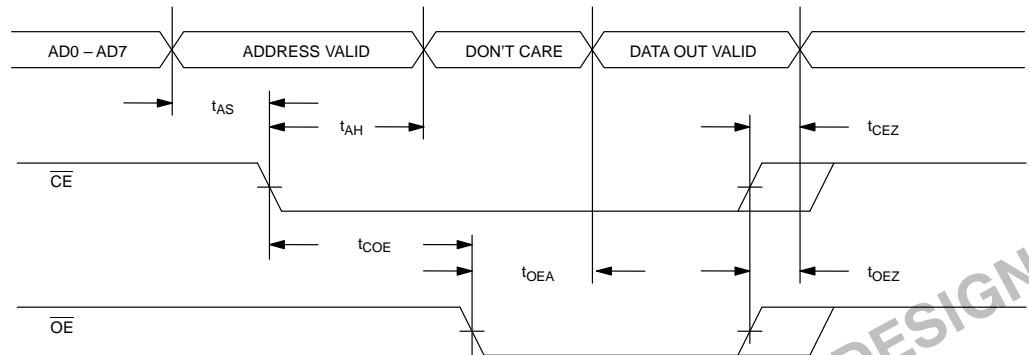 AD0 – AD7 ADDRESS VALID DON'T CARE DATA OUT VALID
tAS
tAH tCEZ
CE
tCOE
tOEA tOEZ
OE
DESIGN